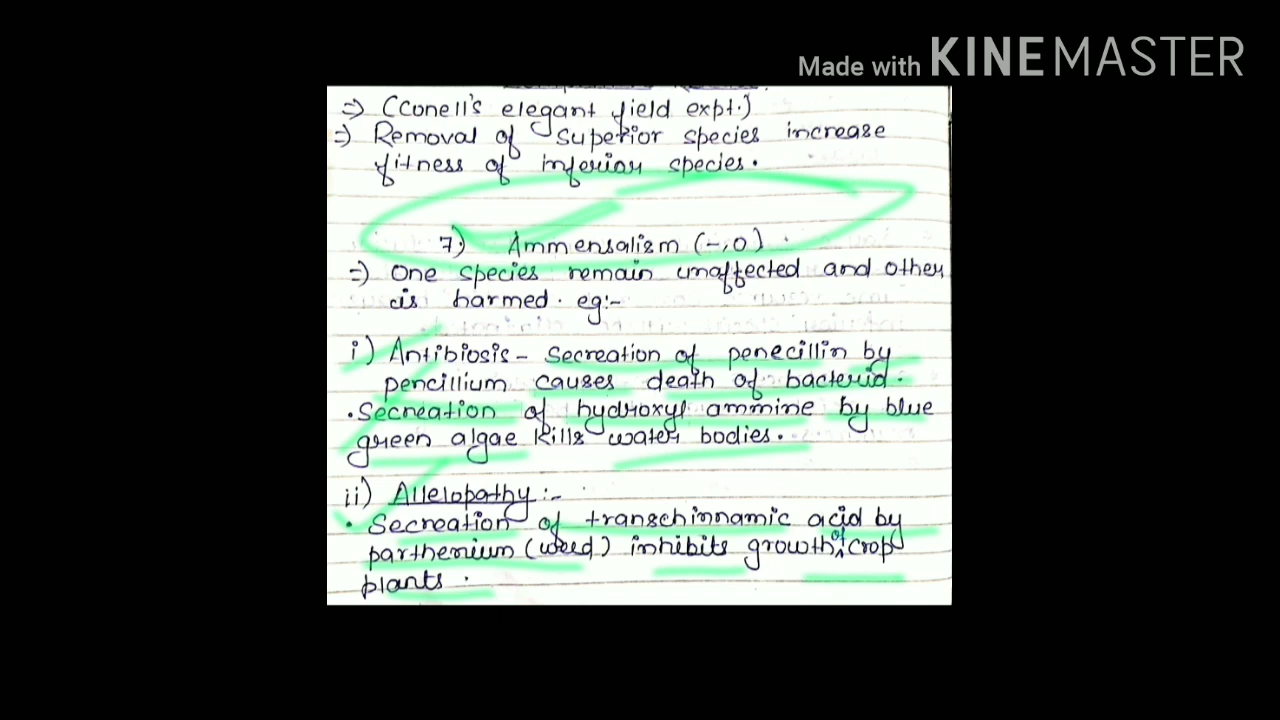 Made with KINEMASTER
=) (Conell's elegant field expt.)
=) Removal of superior species increase
fitness of inferior species.
7) Ammensalism (-,0).
=) One species remain unaffected and other
is harmed. eg:-
i) Antibiosis - Secreation of penecillin by
pencillium causes death of bacteria.
• Secreation of hydroxyl ammine by blue
green algae kills water bodies.
ii) Allelopathy :-
• Secreation of transchinnamic acid by
parthenium (weed) inhibits growth of crop
plants.